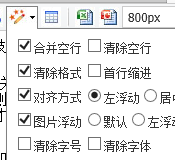 800px
合并空行 清除空行
清除格式 首行缩进
对齐方式 左浮动 居中
图片浮动 默认 左浮
清除字号 清除字体